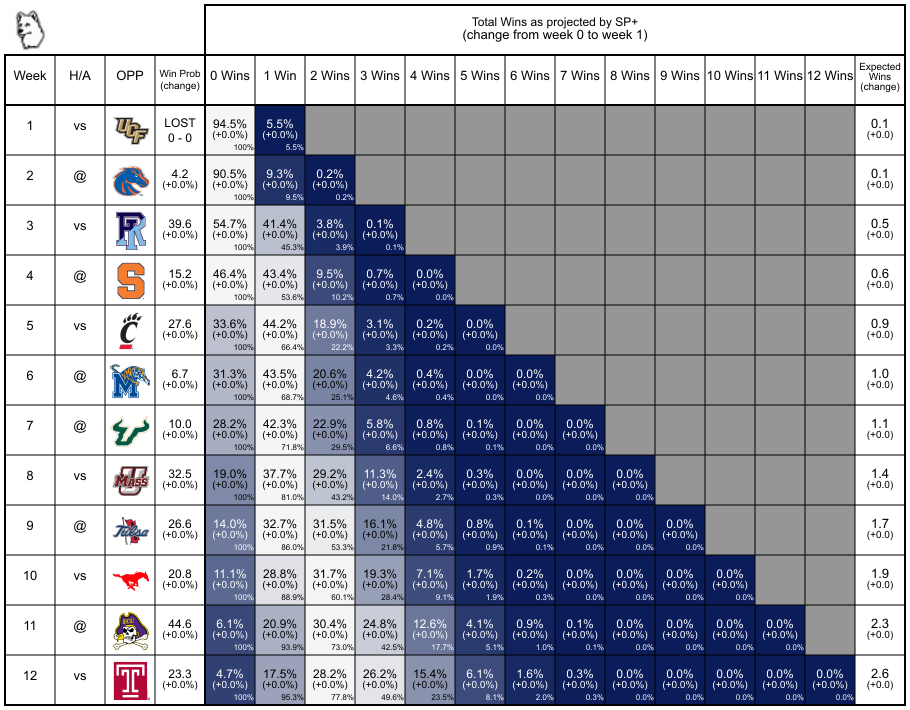 Total Wins as projected by SP+
(change from week 0 to week 1)
Week H/A OPP Win Prob (change) 0 Wins 1 Win 2 Wins 3 Wins 4 Wins 5 Wins 6 Wins 7 Wins 8 Wins 9 Wins 10 Wins 11 Wins 12 Wins Expected Wins (change)
1 vs UCF LOST 94.5% 5.5% 0.1
0 - 0 (+0.0%) (+0.0%) (+0.0)
100% 5.5%
2 @ 4.2 90.5% 9.3% 0.2% 0.1
(+0.0%) (+0.0%) (+0.0%) (+0.0%) (+0.0)
100% 9.5% 0.2%
3 vs R 39.6 54.7% 41.4% 3.8% 0.1% 0.5
(+0.0%) (+0.0%) (+0.0%) (+0.0%) (+0.0%) (+0.0)
100% 45.3% 3.9% 0.1%
4 @ S 15.2 46.4% 43.4% 9.5% 0.7% 0.0% 0.6
(+0.0%) (+0.0%) (+0.0%) (+0.0%) (+0.0%) (+0.0%) (+0.0)
100% 53.6% 10.2% 0.7% 0.0%
5 vs C 27.6 33.6% 44.2% 18.9% 3.1% 0.2% 0.0% 0.9
(+0.0%) (+0.0%) (+0.0%) (+0.0%) (+0.0%) (+0.0%) (+0.0%) (+0.0)
100% 66.4% 22.2% 3.3% 0.2% 0.0%
6 @ M 6.7 31.3% 43.5% 20.6% 4.2% 0.4% 0.0% 0.0% 1.0
(+0.0%) (+0.0%) (+0.0%) (+0.0%) (+0.0%) (+0.0%) (+0.0%) (+0.0%) (+0.0)
100% 68.7% 25.1% 4.6% 0.4% 0.0% 0.0%
7 @ 10.0 28.2% 42.3% 22.9% 5.8% 0.8% 0.1% 0.0% 0.0% 1.1
(+0.0%) (+0.0%) (+0.0%) (+0.0%) (+0.0%) (+0.0%) (+0.0%) (+0.0%) (+0.0%) (+0.0)
100% 71.8% 29.5% 6.6% 0.8% 0.1% 0.0% 0.0%
8 vs UMass 32.5 19.0% 37.7% 29.2% 11.3% 2.4% 0.3% 0.0% 0.0% 0.0% 1.4
(+0.0%) (+0.0%) (+0.0%) (+0.0%) (+0.0%) (+0.0%) (+0.0%) (+0.0%) (+0.0%) (+0.0%) (+0.0)
100% 81.0% 43.2% 14.0% 2.7% 0.3% 0.0% 0.0% 0.0%
9 @ Tulsa 26.6 14.0% 32.7% 31.5% 16.1% 4.8% 0.8% 0.1% 0.0% 0.0% 0.0% 1.7
(+0.0%) (+0.0%) (+0.0%) (+0.0%) (+0.0%) (+0.0%) (+0.0%) (+0.0%) (+0.0%) (+0.0%) (+0.0%) (+0.0)
100% 86.0% 53.3% 21.8% 5.7% 0.9% 0.1% 0.0% 0.0% 0.0%
10 vs 20.8 11.1% 28.8% 31.7% 19.3% 7.1% 1.7% 0.2% 0.0% 0.0% 0.0% 0.0% 1.9
(+0.0%) (+0.0%) (+0.0%) (+0.0%) (+0.0%) (+0.0%) (+0.0%) (+0.0%) (+0.0%) (+0.0%) (+0.0%) (+0.0%) (+0.0)
100% 88.9% 60.1% 28.4% 9.1% 1.9% 0.3% 0.0% 0.0% 0.0% 0.0%
11 @ ECU 44.6 6.1% 20.9% 30.4% 24.8% 12.6% 4.1% 0.9% 0.1% 0.0% 0.0% 0.0% 0.0% 2.3
(+0.0%) (+0.0%) (+0.0%) (+0.0%) (+0.0%) (+0.0%) (+0.0%) (+0.0%) (+0.0%) (+0.0%) (+0.0%) (+0.0%) (+0.0%) (+0.0)
100% 93.9% 73.0% 42.5% 17.7% 5.1% 1.0% 0.1% 0.0% 0.0% 0.0% 0.0%
12 vs T 23.3 4.7% 17.5% 28.2% 26.2% 15.4% 6.1% 1.6% 0.3% 0.0% 0.0% 0.0% 0.0% 0.0% 2.6
(+0.0%) (+0.0%) (+0.0%) (+0.0%) (+0.0%) (+0.0%) (+0.0%) (+0.0%) (+0.0%) (+0.0%) (+0.0%) (+0.0%) (+0.0%) (+0.0%) (+0.0)
100% 95.3% 77.8% 49.6% 23.5% 8.1% 2.0% 0.3% 0.0% 0.0% 0.0% 0.0% 0.0%